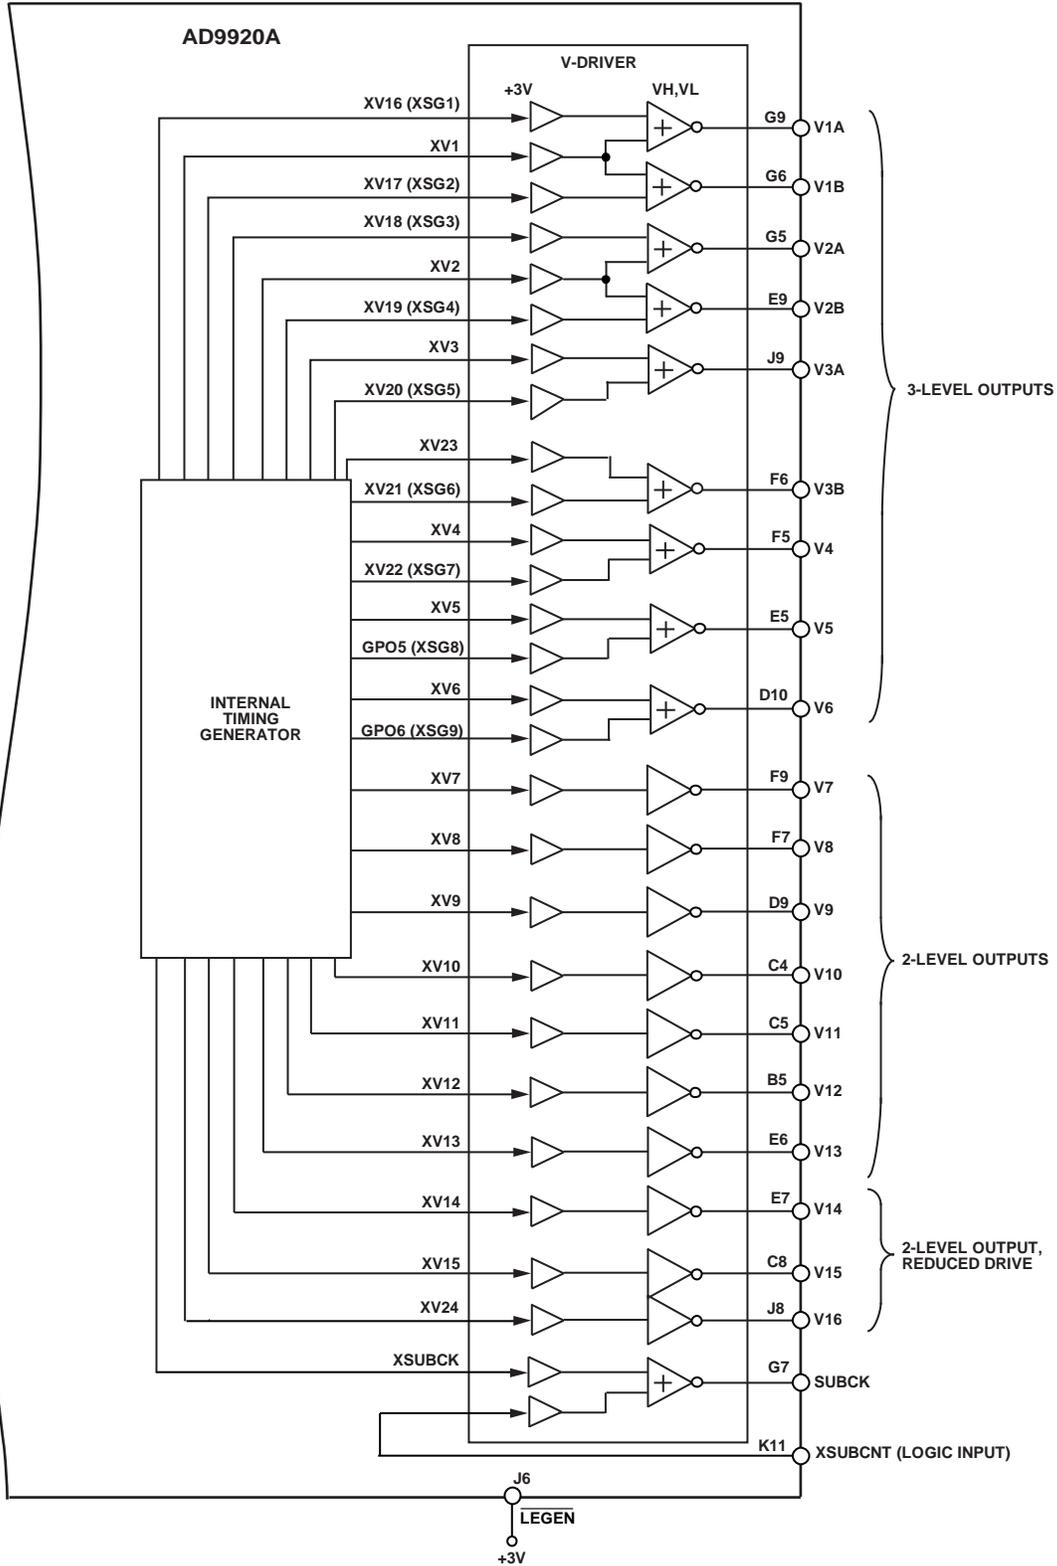 AD9920A
V-DRIVER
+3V
VH,VL
XV16 (XSG1)
G9
V1A
XV1
XV17 (XSG2)
G6
V1B
XV18 (XSG3)
G5
V2A
XV2
XV19 (XSG4)
E9
V2B
XV3
J9
V3A
XV20 (XSG5)
3-LEVEL OUTPUTS
XV23
XV21 (XSG6)
F6
V3B
XV4
F5
V4
XV22 (XSG7)
XV5
E5
V5
GPO5 (XSG8)
XV6
D10
V6
GPO6 (XSG9)
INTERNAL
TIMING
GENERATOR
XV7
F9
V7
XV8
F7
V8
XV9
D9
V9
2-LEVEL OUTPUTS
XV10
C4
V10
XV11
C5
V11
XV12
B5
V12
XV13
E6
V13
XV14
E7
V14
2-LEVEL OUTPUT,
REDUCED DRIVE
XV15
C8
V15
XV24
J8
V16
XSUBCK
G7
SUBCK
K11
XSUBCNT (LOGIC INPUT)
J6
LEGEN
+3V